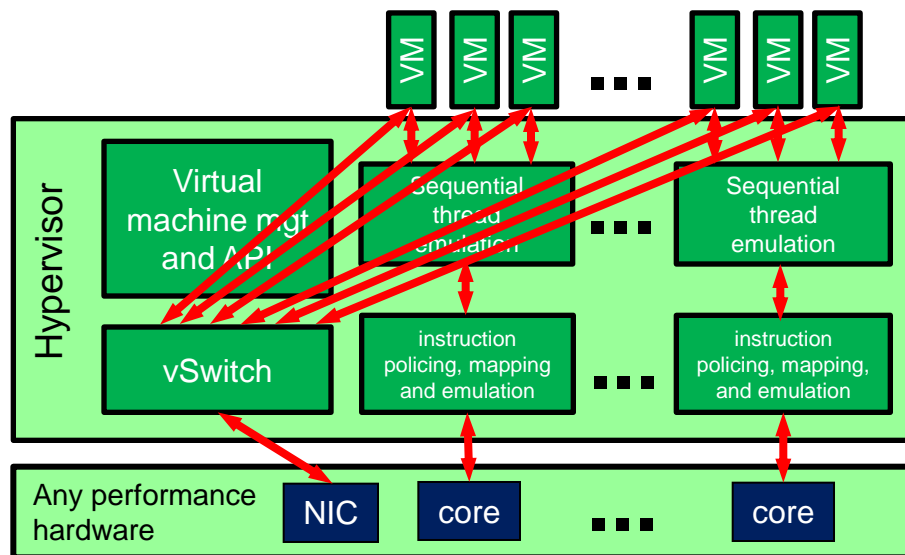 VM
VM
VM
VM
VM
VM
Hypervisor
Virtual
machine mgt
and API
Sequential
thread
emulation
Sequential
thread
emulation
vSwitch
instruction
policing, mapping
and emulation
instruction
policing, mapping,
and emulation
Any performance
hardware
NIC
core
core